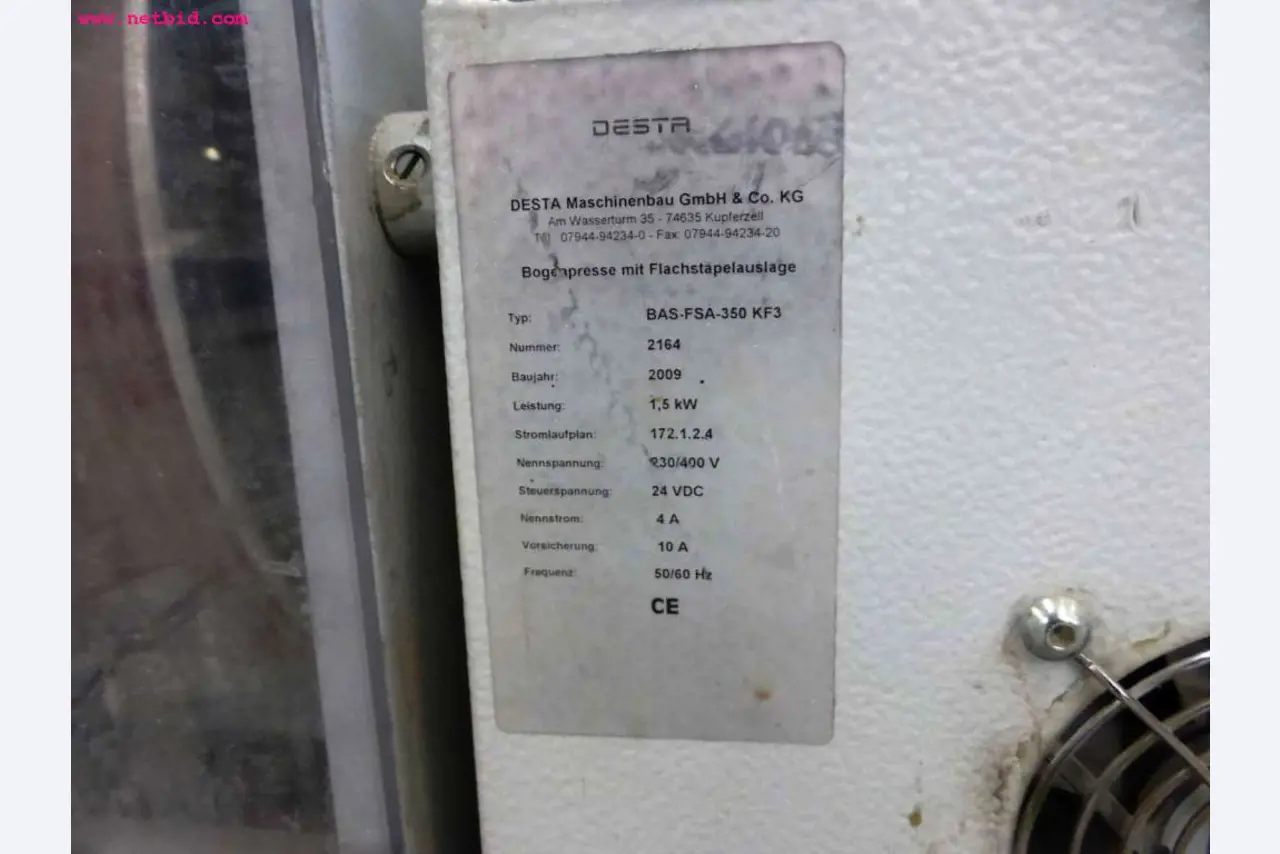 www.netbid.com
DESTA
DESTA Maschinenbau GmbH & Co. KG
Am Wasserturm 35 - 74635 Kupferzell
Tel 07944-94234-0 - Fax: 07944-94234-20
Bogenpresse mit Flachstapelauslage
Typ: BAS-FSA-350 KF3
Nummer: 2164
Baujahr: 2009
Leistung: 1,5 kW
Stromlaufplan: 172.1.2.4
Nennspannung: 230/400 V
Steuerspannung: 24 VDC
Nennstrom: 4 A
Vorsicherung: 10 A
Frequenz: 50/60 Hz
CE